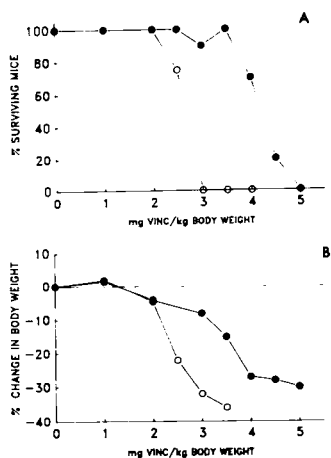 A
100
80
60
40
20
0
% SURVIVING MICE
0 1 2 3 4 5
mg VINC/kg BODY WEIGHT
B
10
0
-10
-20
-30
-40
% CHANGE IN BODY WEIGHT
0 1 2 3 4 5
mg VINC/kg BODY WEIGHT